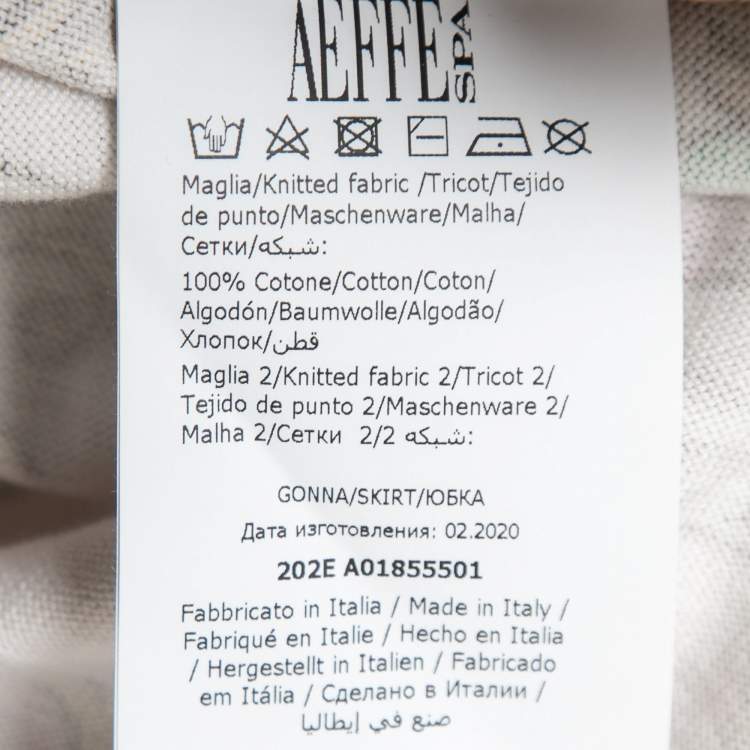 AEFFE SPA
Maglia/Knitted fabric /Tricot/Tejido
de punto/Maschenware/Malha/
Сетки/شبكه:
100% Cotone/Cotton/Coton/
Algodón/Baumwolle/Algodão/
Хлопок/قطن
Maglia 2/Knitted fabric 2/Tricot 2/
Tejido de punto 2/Maschenware 2/
Malha 2/Сетки 2/2 شبكه:
GONNA/SKIRT/ЮБКА
Дата изготовления: 02.2020
202E A01855501
Fabbricato in Italia / Made in Italy /
Fabriqué en Italie / Hecho en Italia
/ Hergestellt in Italien / Fabricado
em Itália / Сделано в Италии /
صنع في إيطاليا